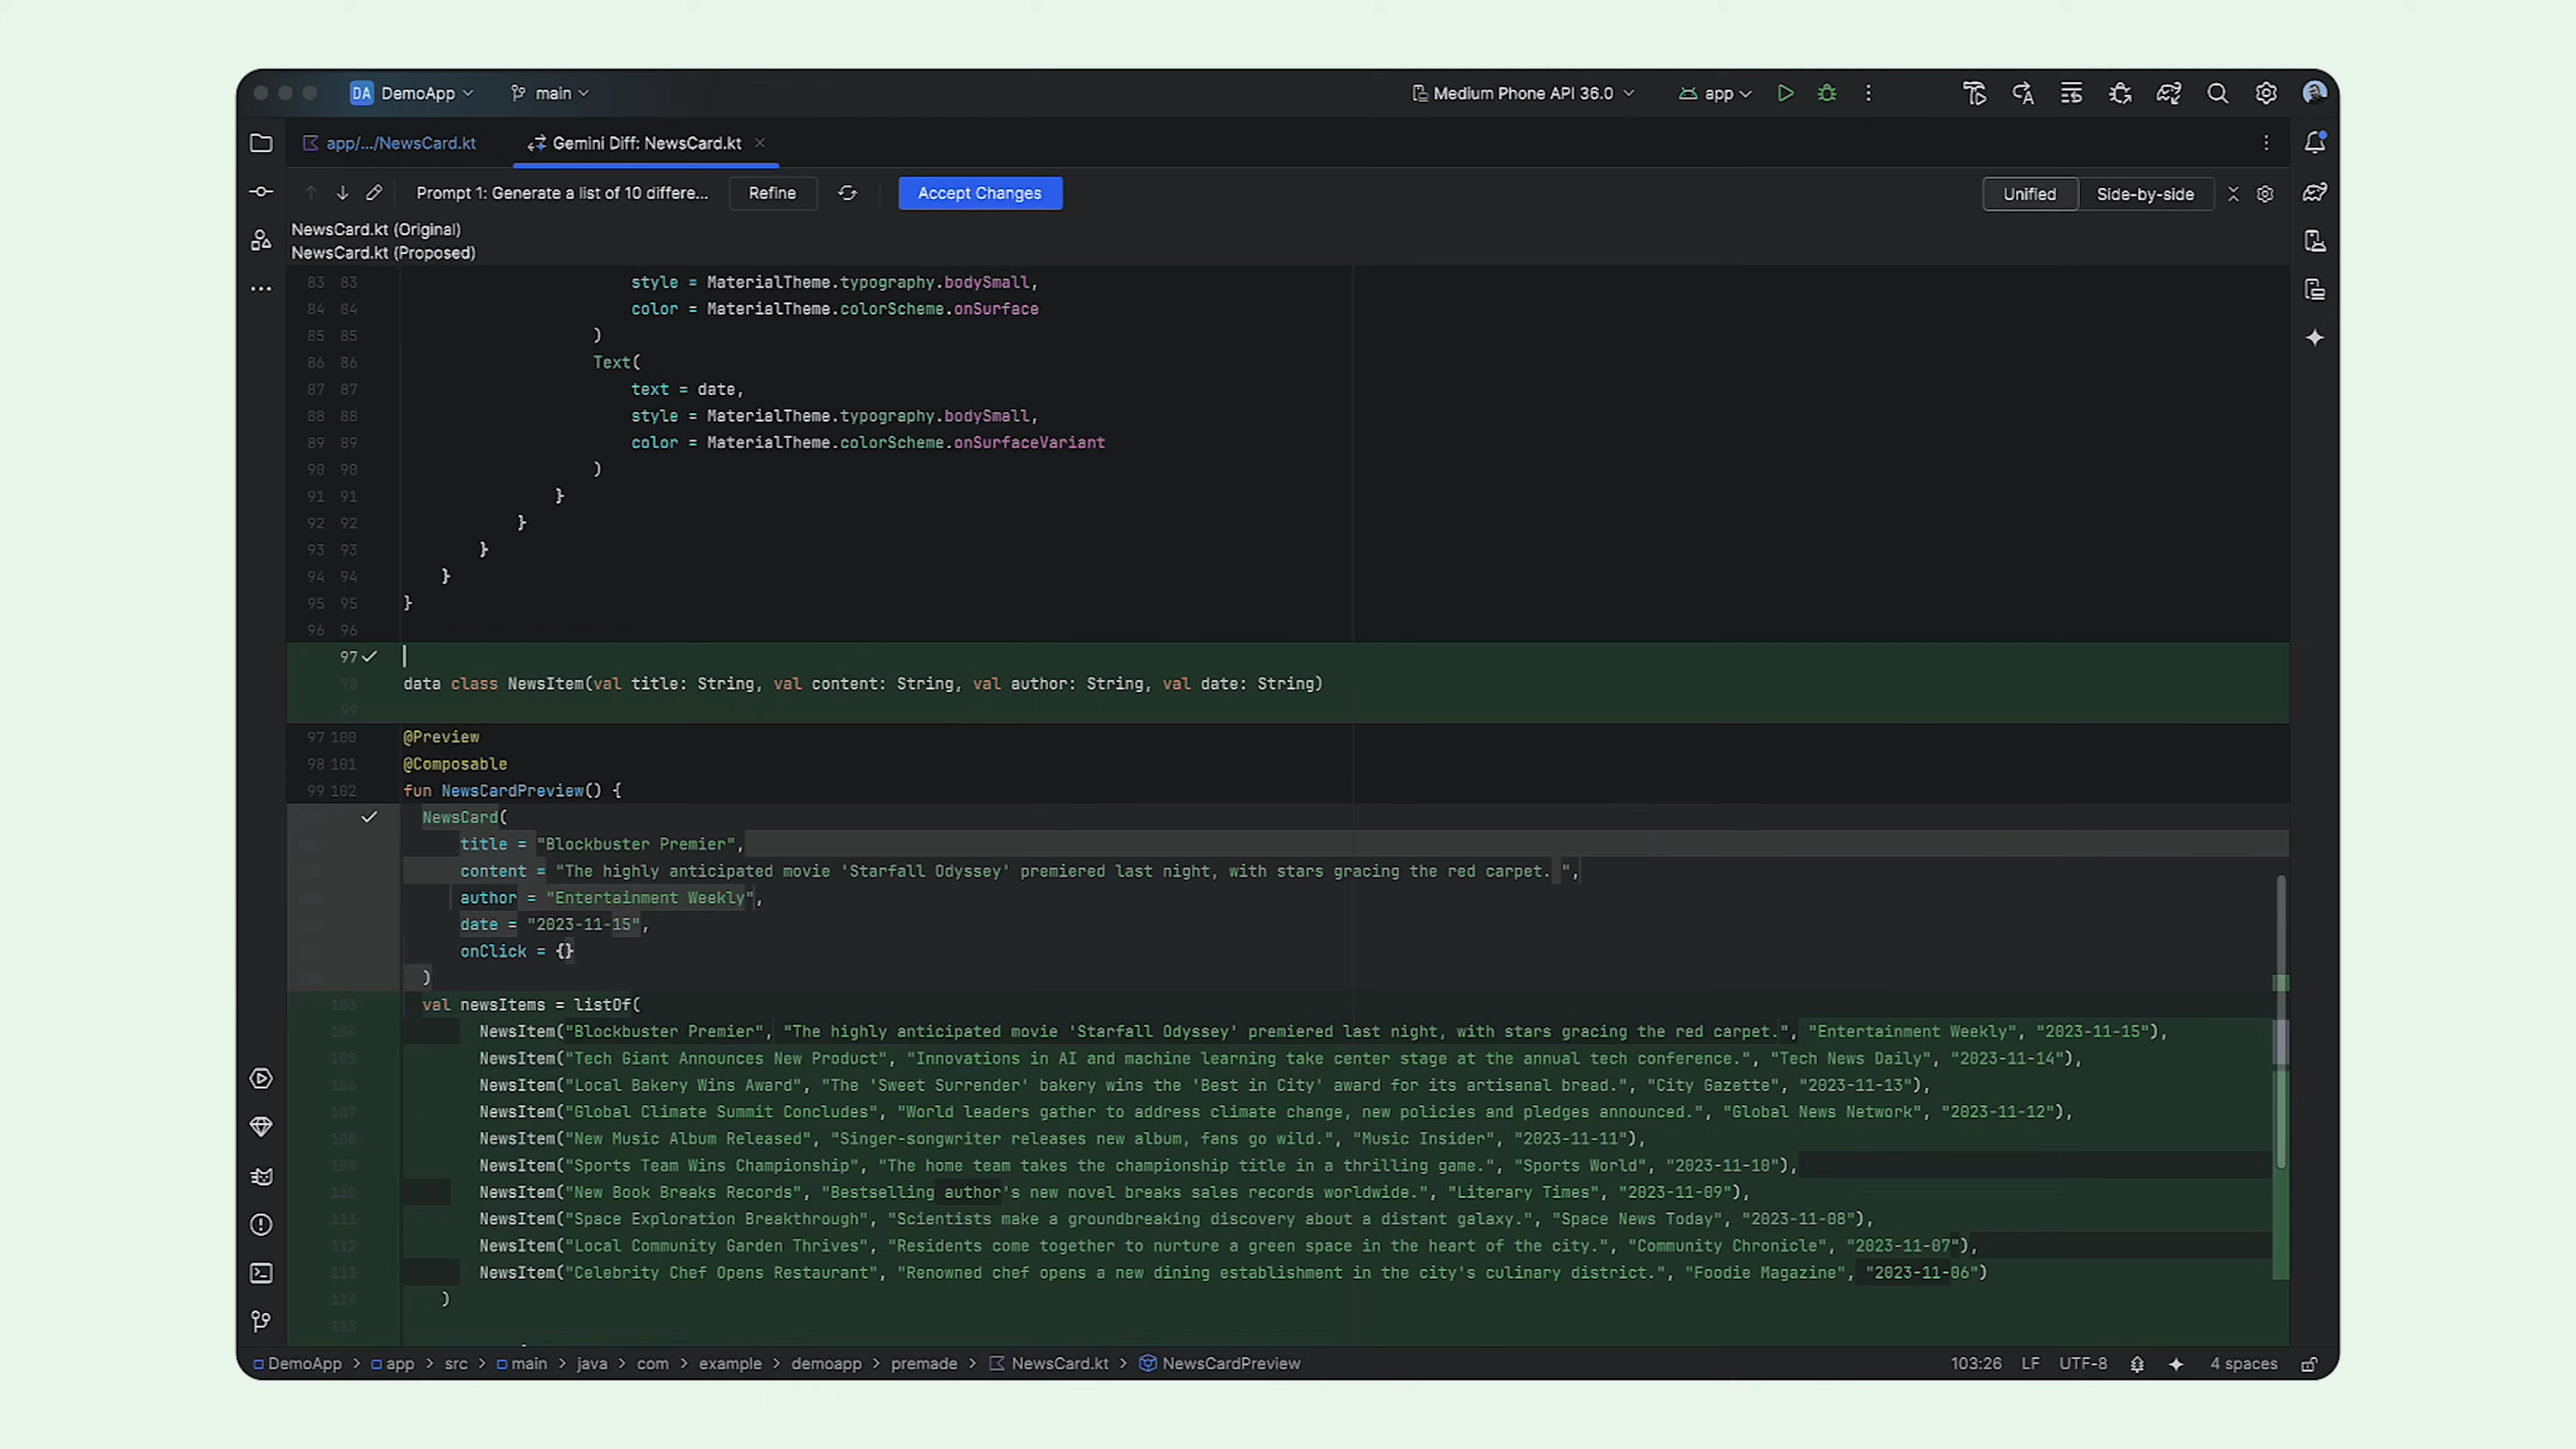 DA DemoApp main Medium Phone API 36.0 app
app/.../NewsCard.kt Gemini Diff: NewsCard.kt
Prompt 1: Generate a list of 10 differe... Refine Accept Changes Unified Side-by-side
NewsCard.kt (Original)
NewsCard.kt (Proposed)
83 83 style = MaterialTheme.typography.bodySmall,
84 84 color = MaterialTheme.colorScheme.onSurface
85 85 )
86 86 Text(
87 87 text = date,
88 88 style = MaterialTheme.typography.bodySmall,
89 89 color = MaterialTheme.colorScheme.onSurfaceVariant
90 90 )
91 91 }
92 92 }
93 93 }
94 94 }
95 95 }
96 96
97
98 data class NewsItem(val title: String, val content: String, val author: String, val date: String)
99
97 100 @Preview
98 101 @Composable
99 102 fun NewsCardPreview() {
NewsCard(
title = "Blockbuster Premier",
content = "The highly anticipated movie 'Starfall Odyssey' premiered last night, with stars gracing the red carpet. ",
author = "Entertainment Weekly",
date = "2023-11-15",
onClick = {}
)
103 val newsItems = listOf(
104 NewsItem("Blockbuster Premier", "The highly anticipated movie 'Starfall Odyssey' premiered last night, with stars gracing the red carpet.", "Entertainment Weekly", "2023-11-15"),
105 NewsItem("Tech Giant Announces New Product", "Innovations in AI and machine learning take center stage at the annual tech conference.", "Tech News Daily", "2023-11-14"),
106 NewsItem("Local Bakery Wins Award", "The 'Sweet Surrender' bakery wins the 'Best in City' award for its artisanal bread.", "City Gazette", "2023-11-13"),
107 NewsItem("Global Climate Summit Concludes", "World leaders gather to address climate change, new policies and pledges announced.", "Global News Network", "2023-11-12"),
108 NewsItem("New Music Album Released", "Singer-songwriter releases new album, fans go wild.", "Music Insider", "2023-11-11"),
109 NewsItem("Sports Team Wins Championship", "The home team takes the championship title in a thrilling game.", "Sports World", "2023-11-10"),
110 NewsItem("New Book Breaks Records", "Bestselling author's new novel breaks sales records worldwide.", "Literary Times", "2023-11-09"),
111 NewsItem("Space Exploration Breakthrough", "Scientists make a groundbreaking discovery about a distant galaxy.", "Space News Today", "2023-11-08"),
112 NewsItem("Local Community Garden Thrives", "Residents come together to nurture a green space in the heart of the city.", "Community Chronicle", "2023-11-07"),
113 NewsItem("Celebrity Chef Opens Restaurant", "Renowned chef opens a new dining establishment in the city's culinary district.", "Foodie Magazine", "2023-11-06")
114 )
115
DemoApp > app > src > main > java > com > example > demoapp > premade > NewsCard.kt > NewsCardPreview 103:26 LF UTF-8 4 spaces